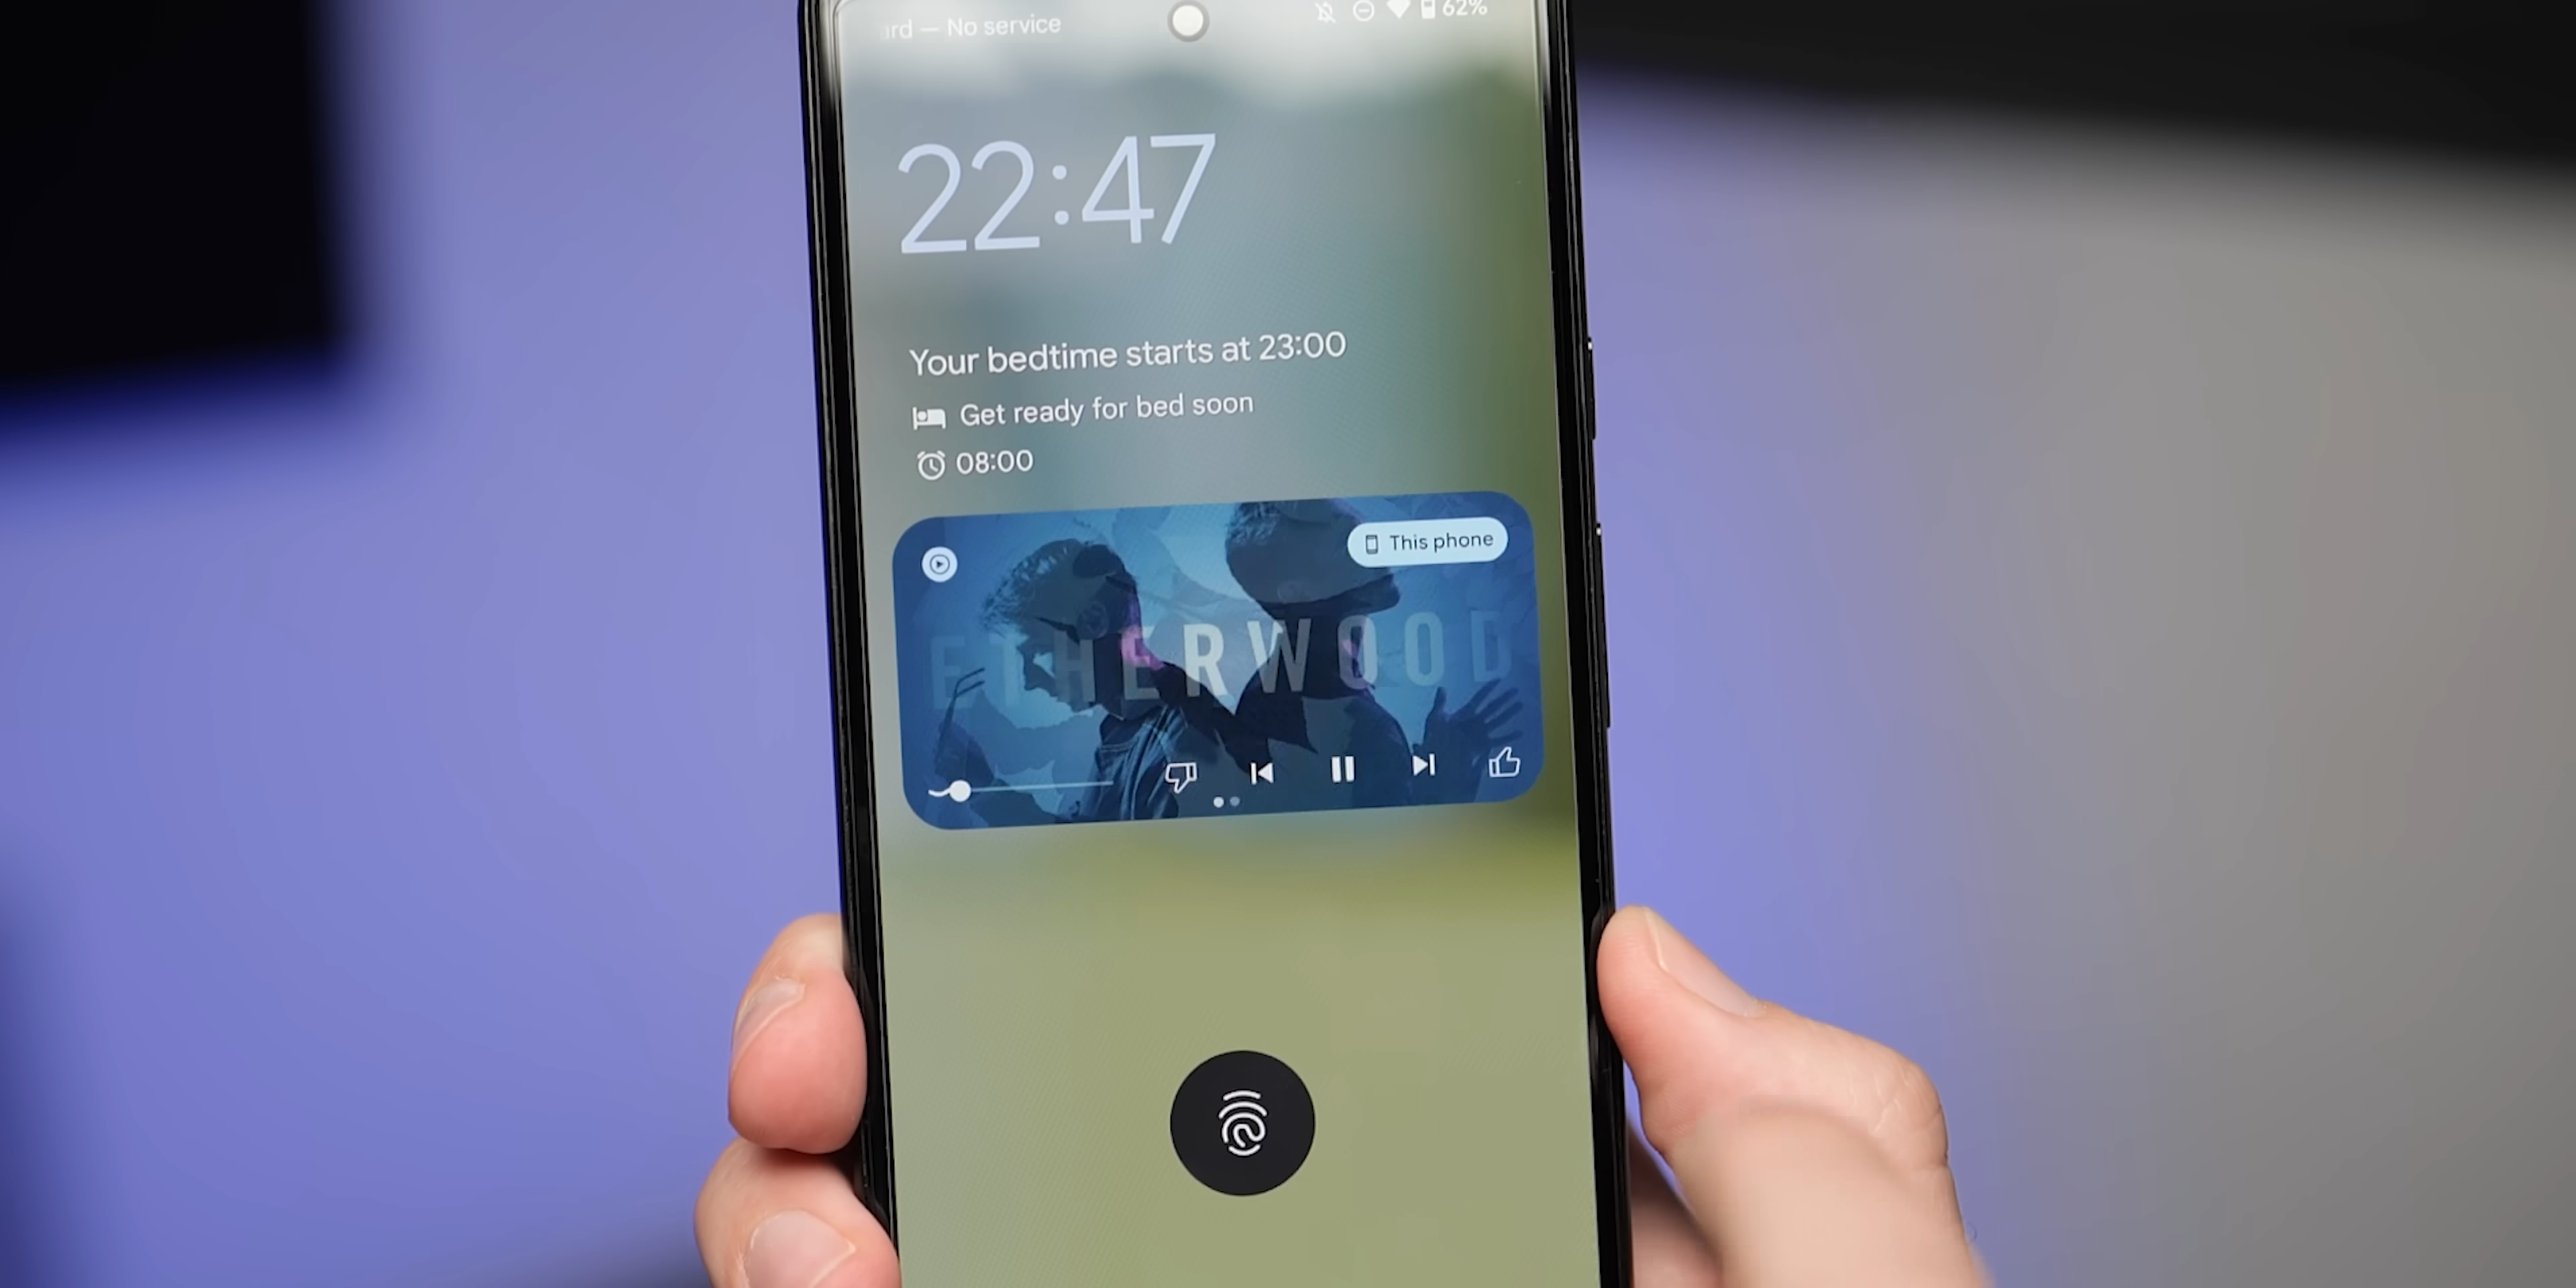 — No service
62%
22:47
Your bedtime starts at 23:00
Get ready for bed soon
08:00
This phone
ETHERWOOD